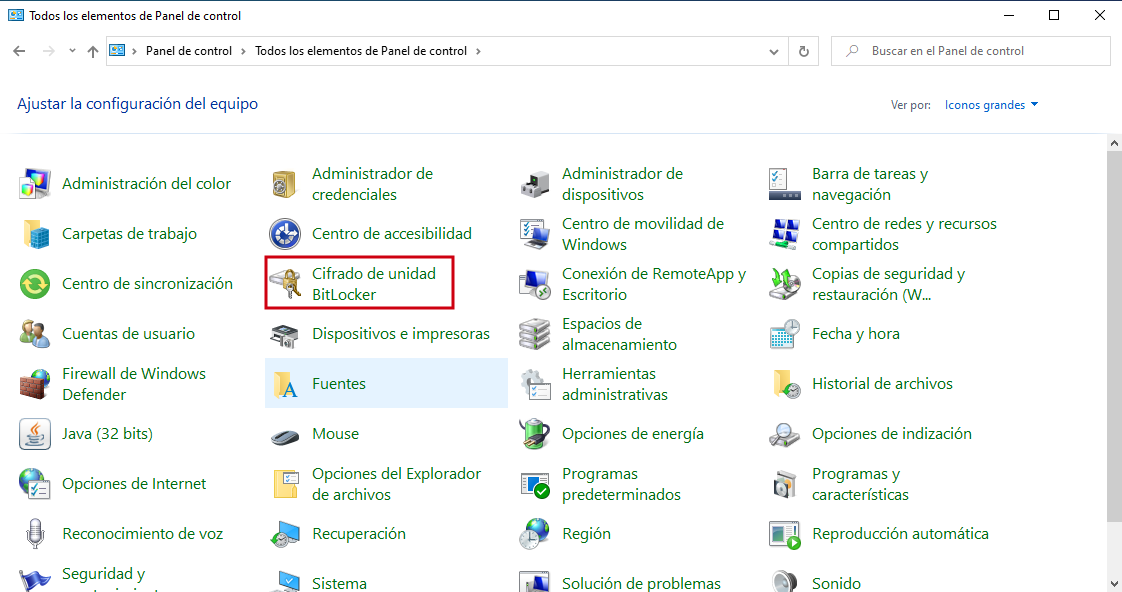 Todos los elementos de Panel de control
Panel de control
Todos los elementos de Panel de control
Buscar en el Panel de control
Ajustar la configuración del equipo
Ver por:
Iconos grandes
Administración del color
Administrador de
credenciales
Administrador de
dispositivos
Barra de tareas y
navegación
Carpetas de trabajo
Centro de accesibilidad
Centro de movilidad de
Windows
Centro de redes y recursos
compartidos
Centro de sincronización
Cifrado de unidad
BitLocker
Conexión de RemoteApp y
Escritorio
Copias de seguridad y
restauración (W...
Cuentas de usuario
Dispositivos e impresoras
Espacios de
almacenamiento
Fecha y hora
Firewall de Windows
Defender
Fuentes
Herramientas
administrativas
Historial de archivos
Java (32 bits)
Mouse
Opciones de energía
Opciones de indización
Opciones de Internet
Opciones del Explorador
de archivos
Programas
predeterminados
Programas y
características
Reconocimiento de voz
Recuperación
Región
Reproducción automática
Seguridad y
Sistema
Solución de problemas
Sonido